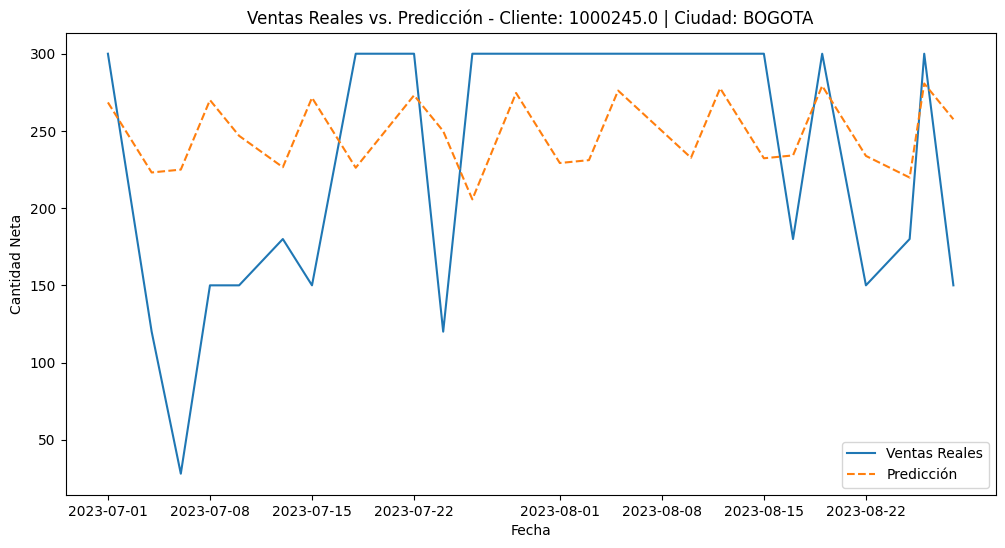 Ventas Reales vs. Predicción - Cliente: 1000245.0 | Ciudad: BOGOTA
300
250
200
150
100
50
Cantidad Neta
Ventas Reales
Predicción
2023-07-01 2023-07-08 2023-07-15 2023-07-22 2023-08-01 2023-08-08 2023-08-15 2023-08-22
Fecha